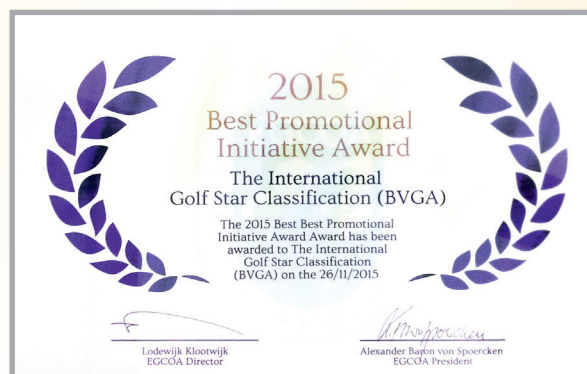 2015
Best Promotional
Initiative Award
The International
Golf Star Classification (BVGA)
The 2015 Best Best Promotional
Initiative Award Award has been
awarded to The International
Golf Star Classification
(BVGA) on the 26/11/2015
Lodewijk Klootwijk
EGCOA Director
Alexander Baron von Spoercken
EGCOA President